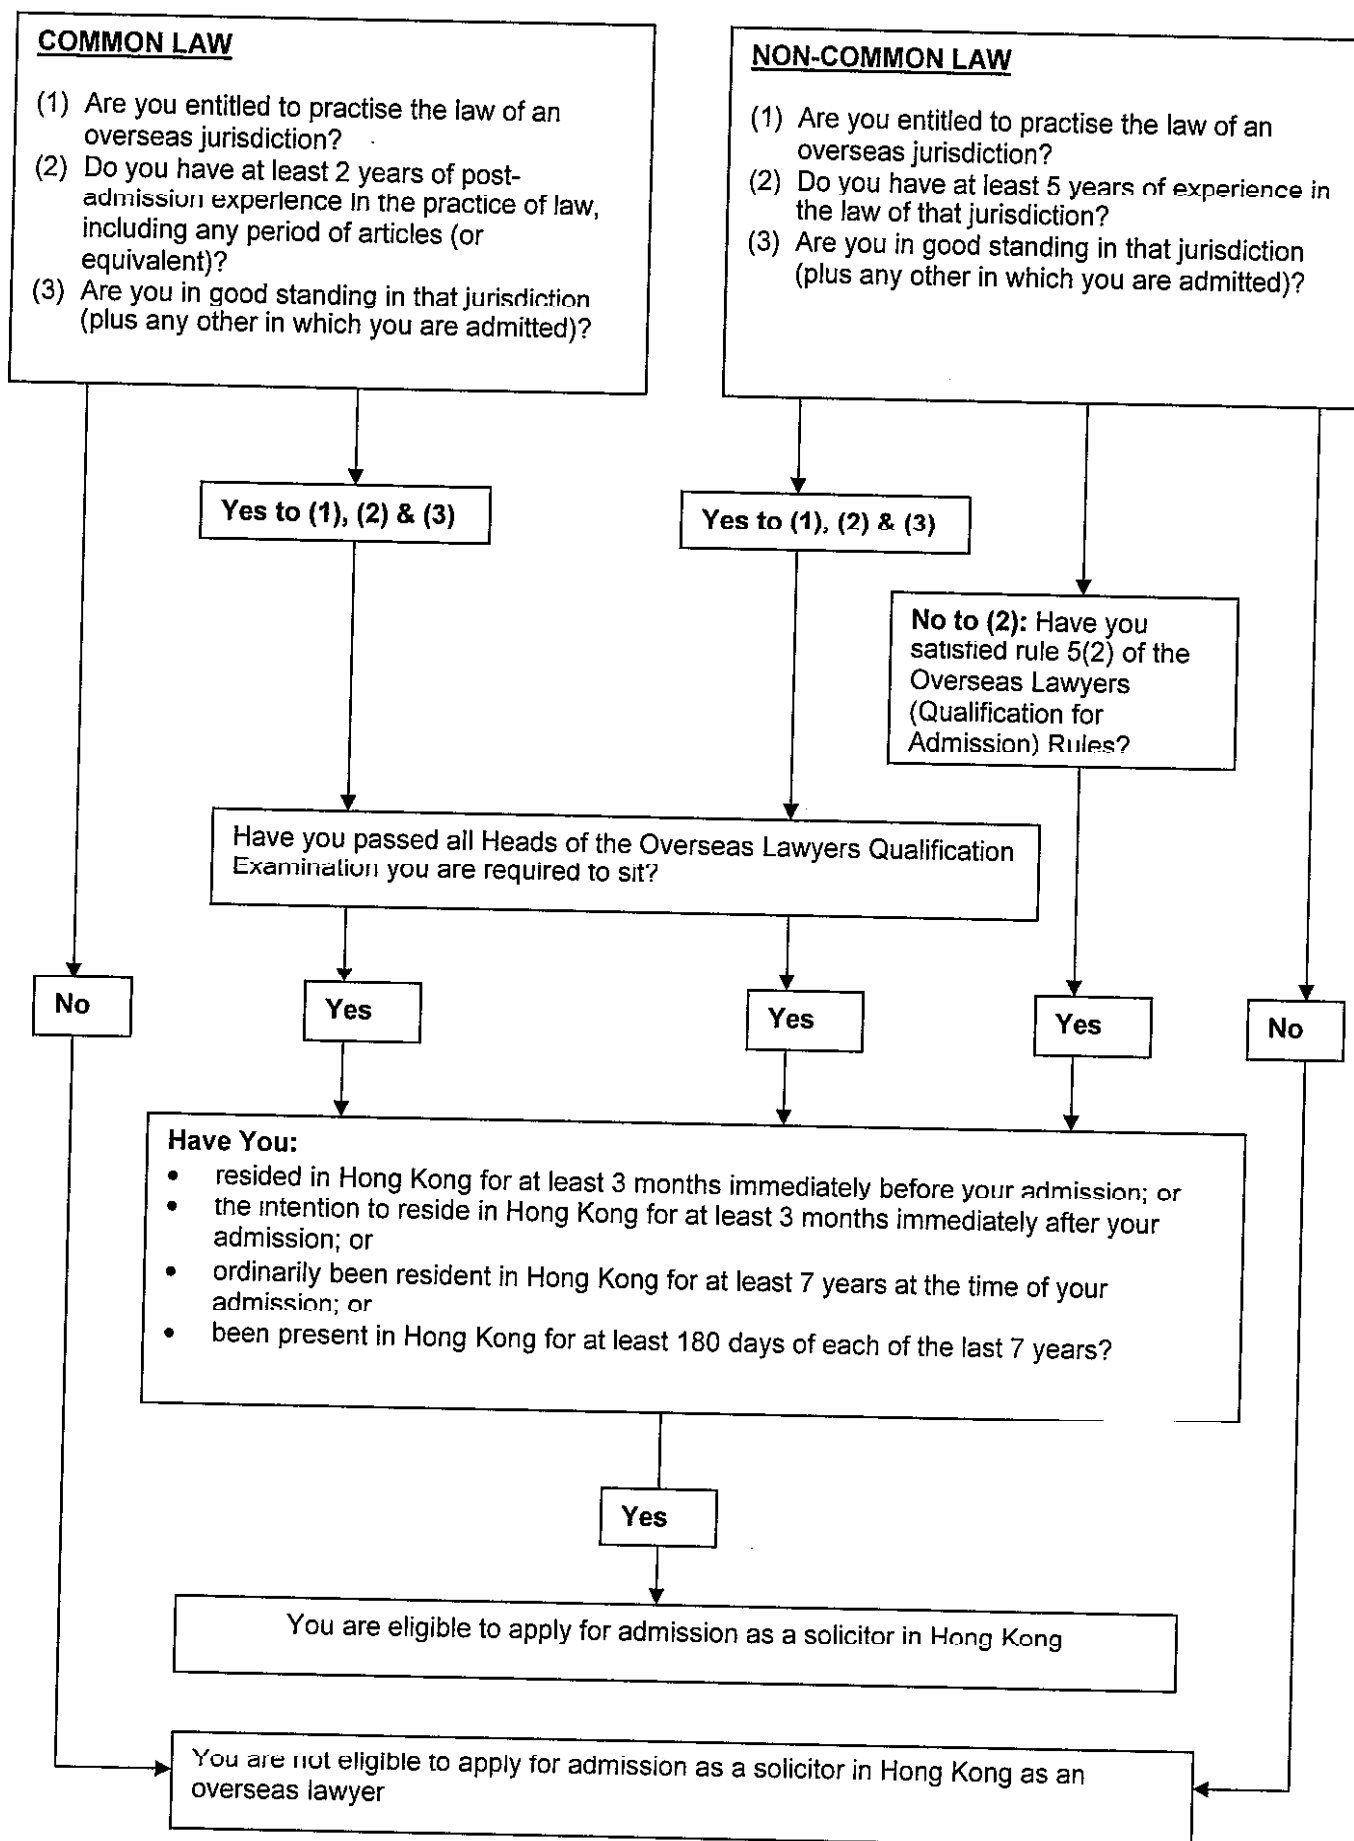 COMMON LAW
(1) Are you entitled to practise the law of an
overseas jurisdiction?
(2) Do you have at least 2 years of post-
admission experience in the practice of law,
including any period of articles (or
equivalent)?
(3) Are you in good standing in that jurisdiction
(plus any other in which you are admitted)?
NON-COMMON LAW
(1) Are you entitled to practise the law of an
overseas jurisdiction?
(2) Do you have at least 5 years of experience in
the law of that jurisdiction?
(3) Are you in good standing in that jurisdiction
(plus any other in which you are admitted)?
Yes to (1), (2) & (3)
Yes to (1), (2) & (3)
No to (2): Have you
satisfied rule 5(2) of the
Overseas Lawyers
(Qualification for
Admission) Rules?
Have you passed all Heads of the Overseas Lawyers Qualification
Examination you are required to sit?
No
Yes
Yes
Yes
No
Have You:
• resided in Hong Kong for at least 3 months immediately before your admission; or
• the intention to reside in Hong Kong for at least 3 months immediately after your
admission; or
• ordinarily been resident in Hong Kong for at least 7 years at the time of your
admission; or
• been present in Hong Kong for at least 180 days of each of the last 7 years?
Yes
You are eligible to apply for admission as a solicitor in Hong Kong
You are not eligible to apply for admission as a solicitor in Hong Kong as an
overseas lawyer